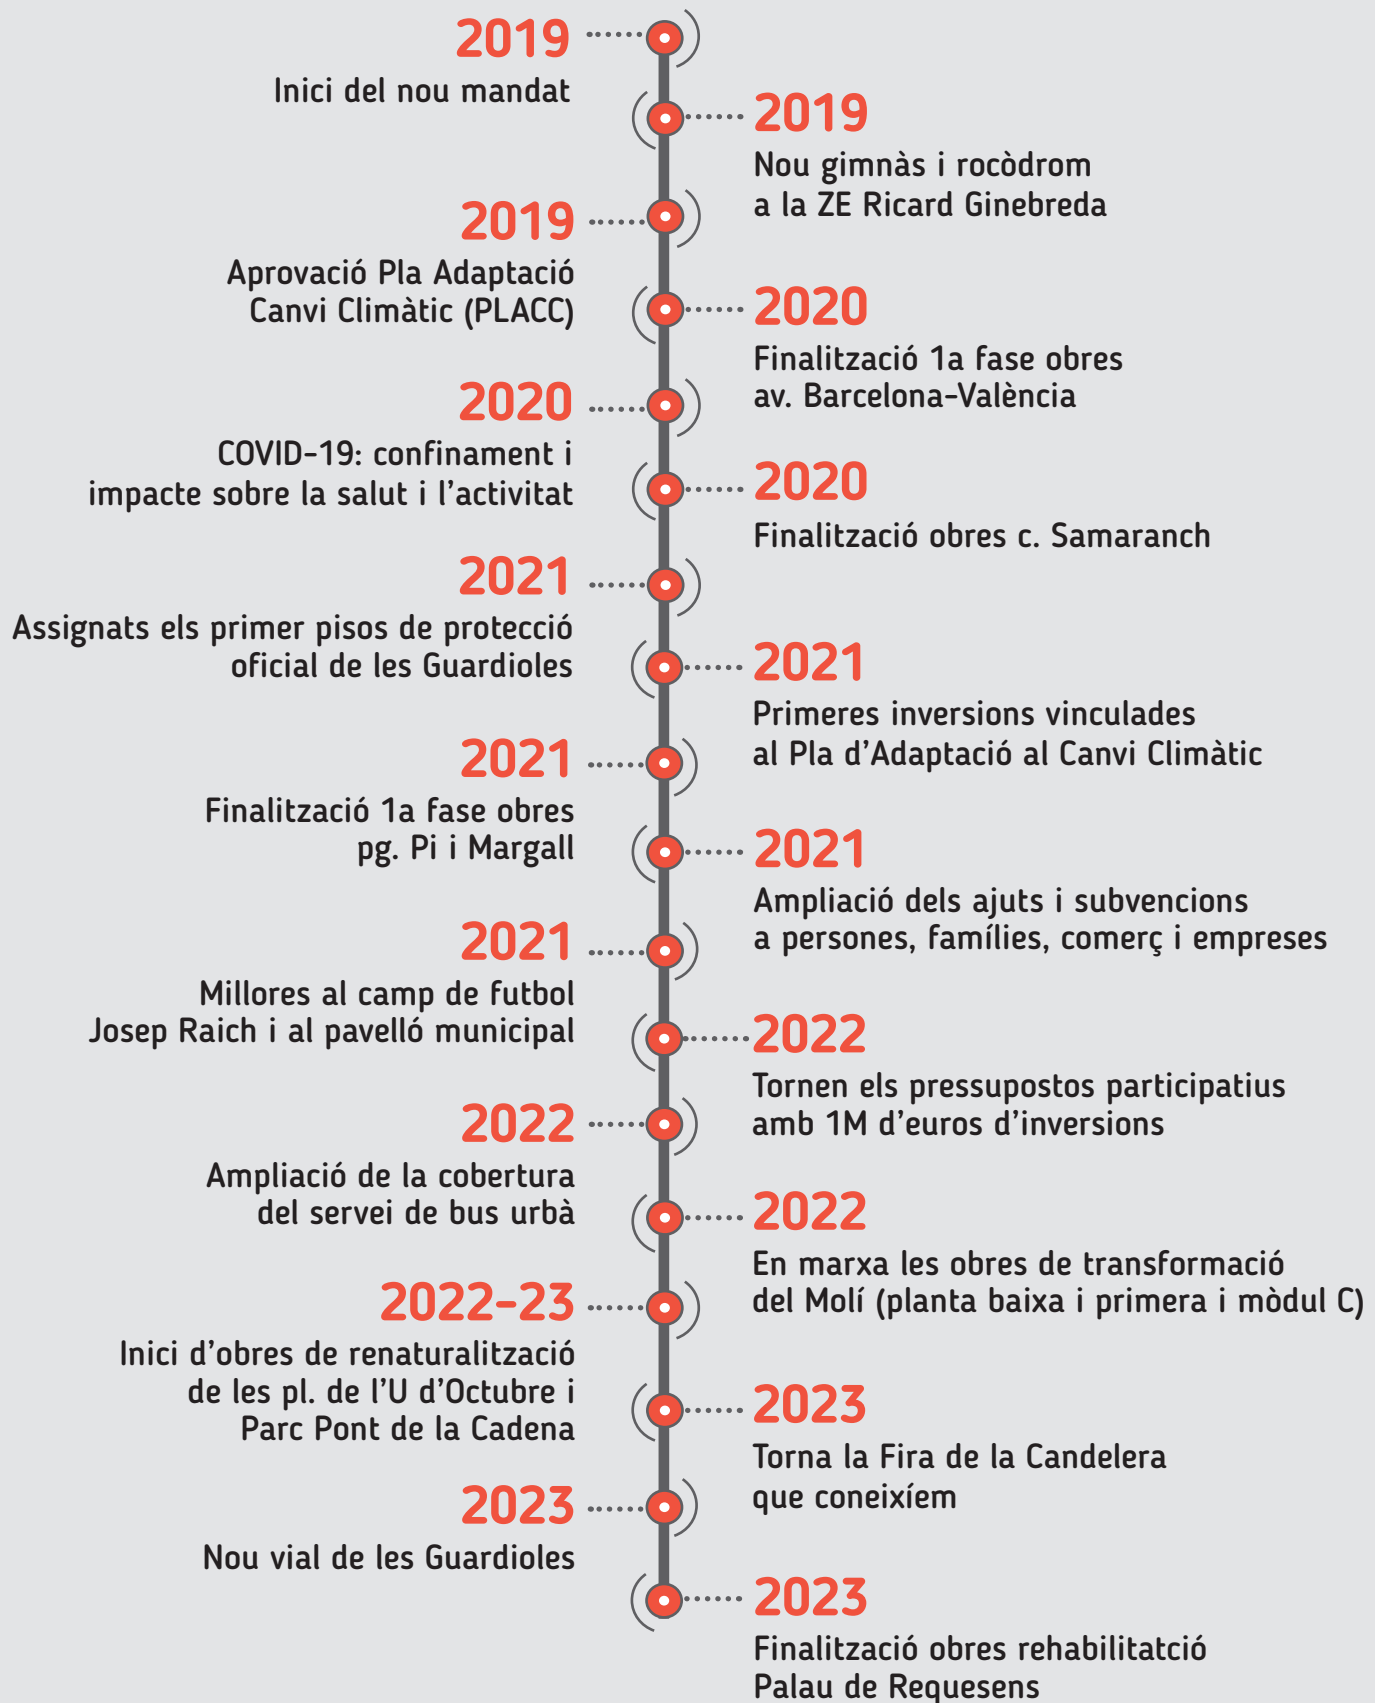 2019
Inici del nou mandat
2019
Nou gimnàs i rocòdrom
a la ZE Ricard Ginebreda
2019
Aprovació Pla Adaptació
Canvi Climàtic (PLACC)
2020
Finalització 1a fase obres
av. Barcelona-València
2020
COVID-19: confinament i
impacte sobre la salut i l'activitat
2020
Finalització obres c. Samaranch
2021
Assignats els primer pisos de protecció
oficial de les Guardioles
2021
Primeres inversions vinculades
al Pla d'Adaptació al Canvi Climàtic
2021
Finalització 1a fase obres
pg. Pi i Margall
2021
Ampliació dels ajuts i subvencions
a persones, famílies, comerç i empreses
2021
Millores al camp de futbol
Josep Raich i al pavelló municipal
2022
Tornen els pressupostos participatius
amb 1M d'euros d'inversions
2022
Ampliació de la cobertura
del servei de bus urbà
2022
En marxa les obres de transformació
del Molí (planta baixa i primera i mòdul C)
2022-23
Inici d'obres de renaturalització
de les pl. de l'U d'Octubre i
Parc Pont de la Cadena
2023
Torna la Fira de la Candelera
que coneixíem
2023
Nou vial de les Guardioles
2023
Finalització obres rehabilitatció
Palau de Requesens